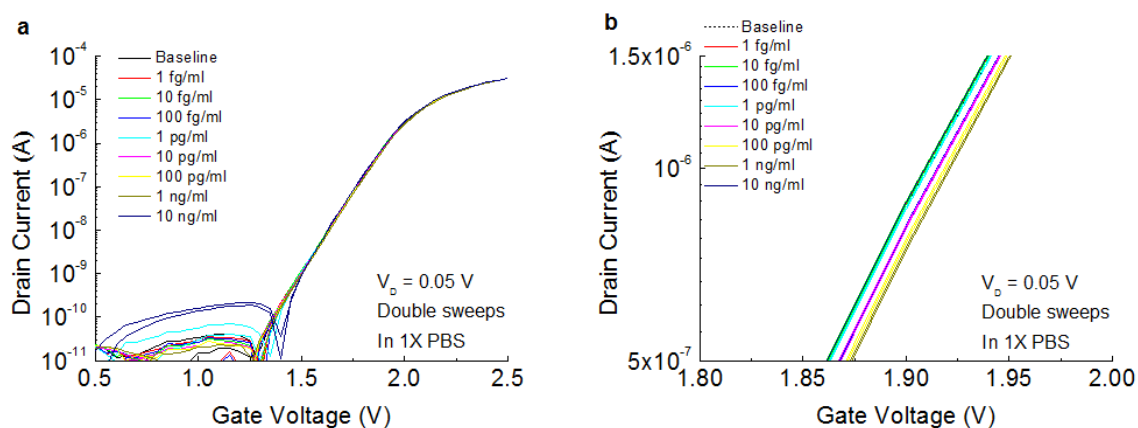 a
10⁻⁴
10⁻⁵
10⁻⁶
10⁻⁷
10⁻⁸
10⁻⁹
10⁻¹⁰
10⁻¹¹
Drain Current (A)
Baseline
1 fg/ml
10 fg/ml
100 fg/ml
1 pg/ml
10 pg/ml
100 pg/ml
1 ng/ml
10 ng/ml
V_D = 0.05 V
Double sweeps
In 1X PBS
0.5 1.0 1.5 2.0 2.5
Gate Voltage (V)
b
1.5x10⁻⁶
10⁻⁶
5x10⁻⁷
Drain Current (A)
Baseline
1 fg/ml
10 fg/ml
100 fg/ml
1 pg/ml
10 pg/ml
100 pg/ml
1 ng/ml
10 ng/ml
V_D = 0.05 V
Double sweeps
In 1X PBS
1.80 1.85 1.90 1.95 2.00
Gate Voltage (V)